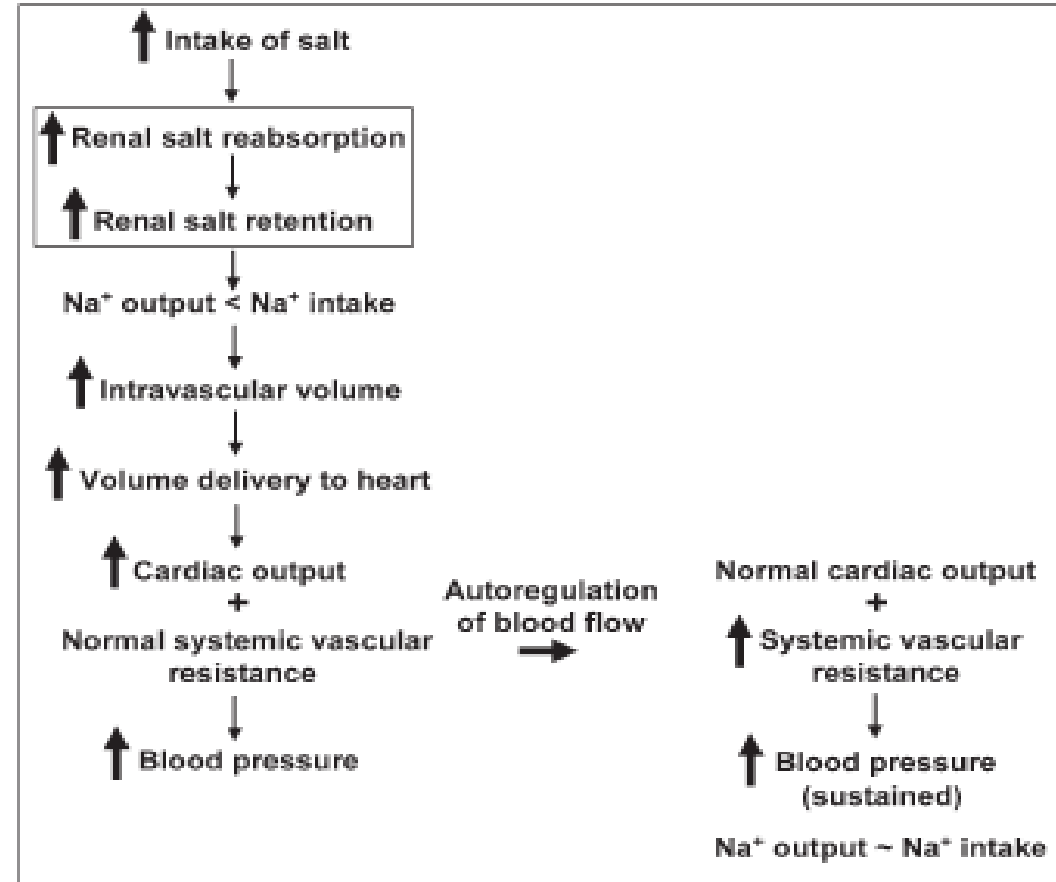 Intake of salt
Renal salt reabsorption
Renal salt retention
Na⁺ output < Na⁺ intake
Intravascular volume
Volume delivery to heart
Cardiac output
+
Normal systemic vascular
resistance
Blood pressure
Autoregulation
of blood flow
Normal cardiac output
+
Systemic vascular
resistance
Blood pressure
(sustained)
Na⁺ output ~ Na⁺ intake